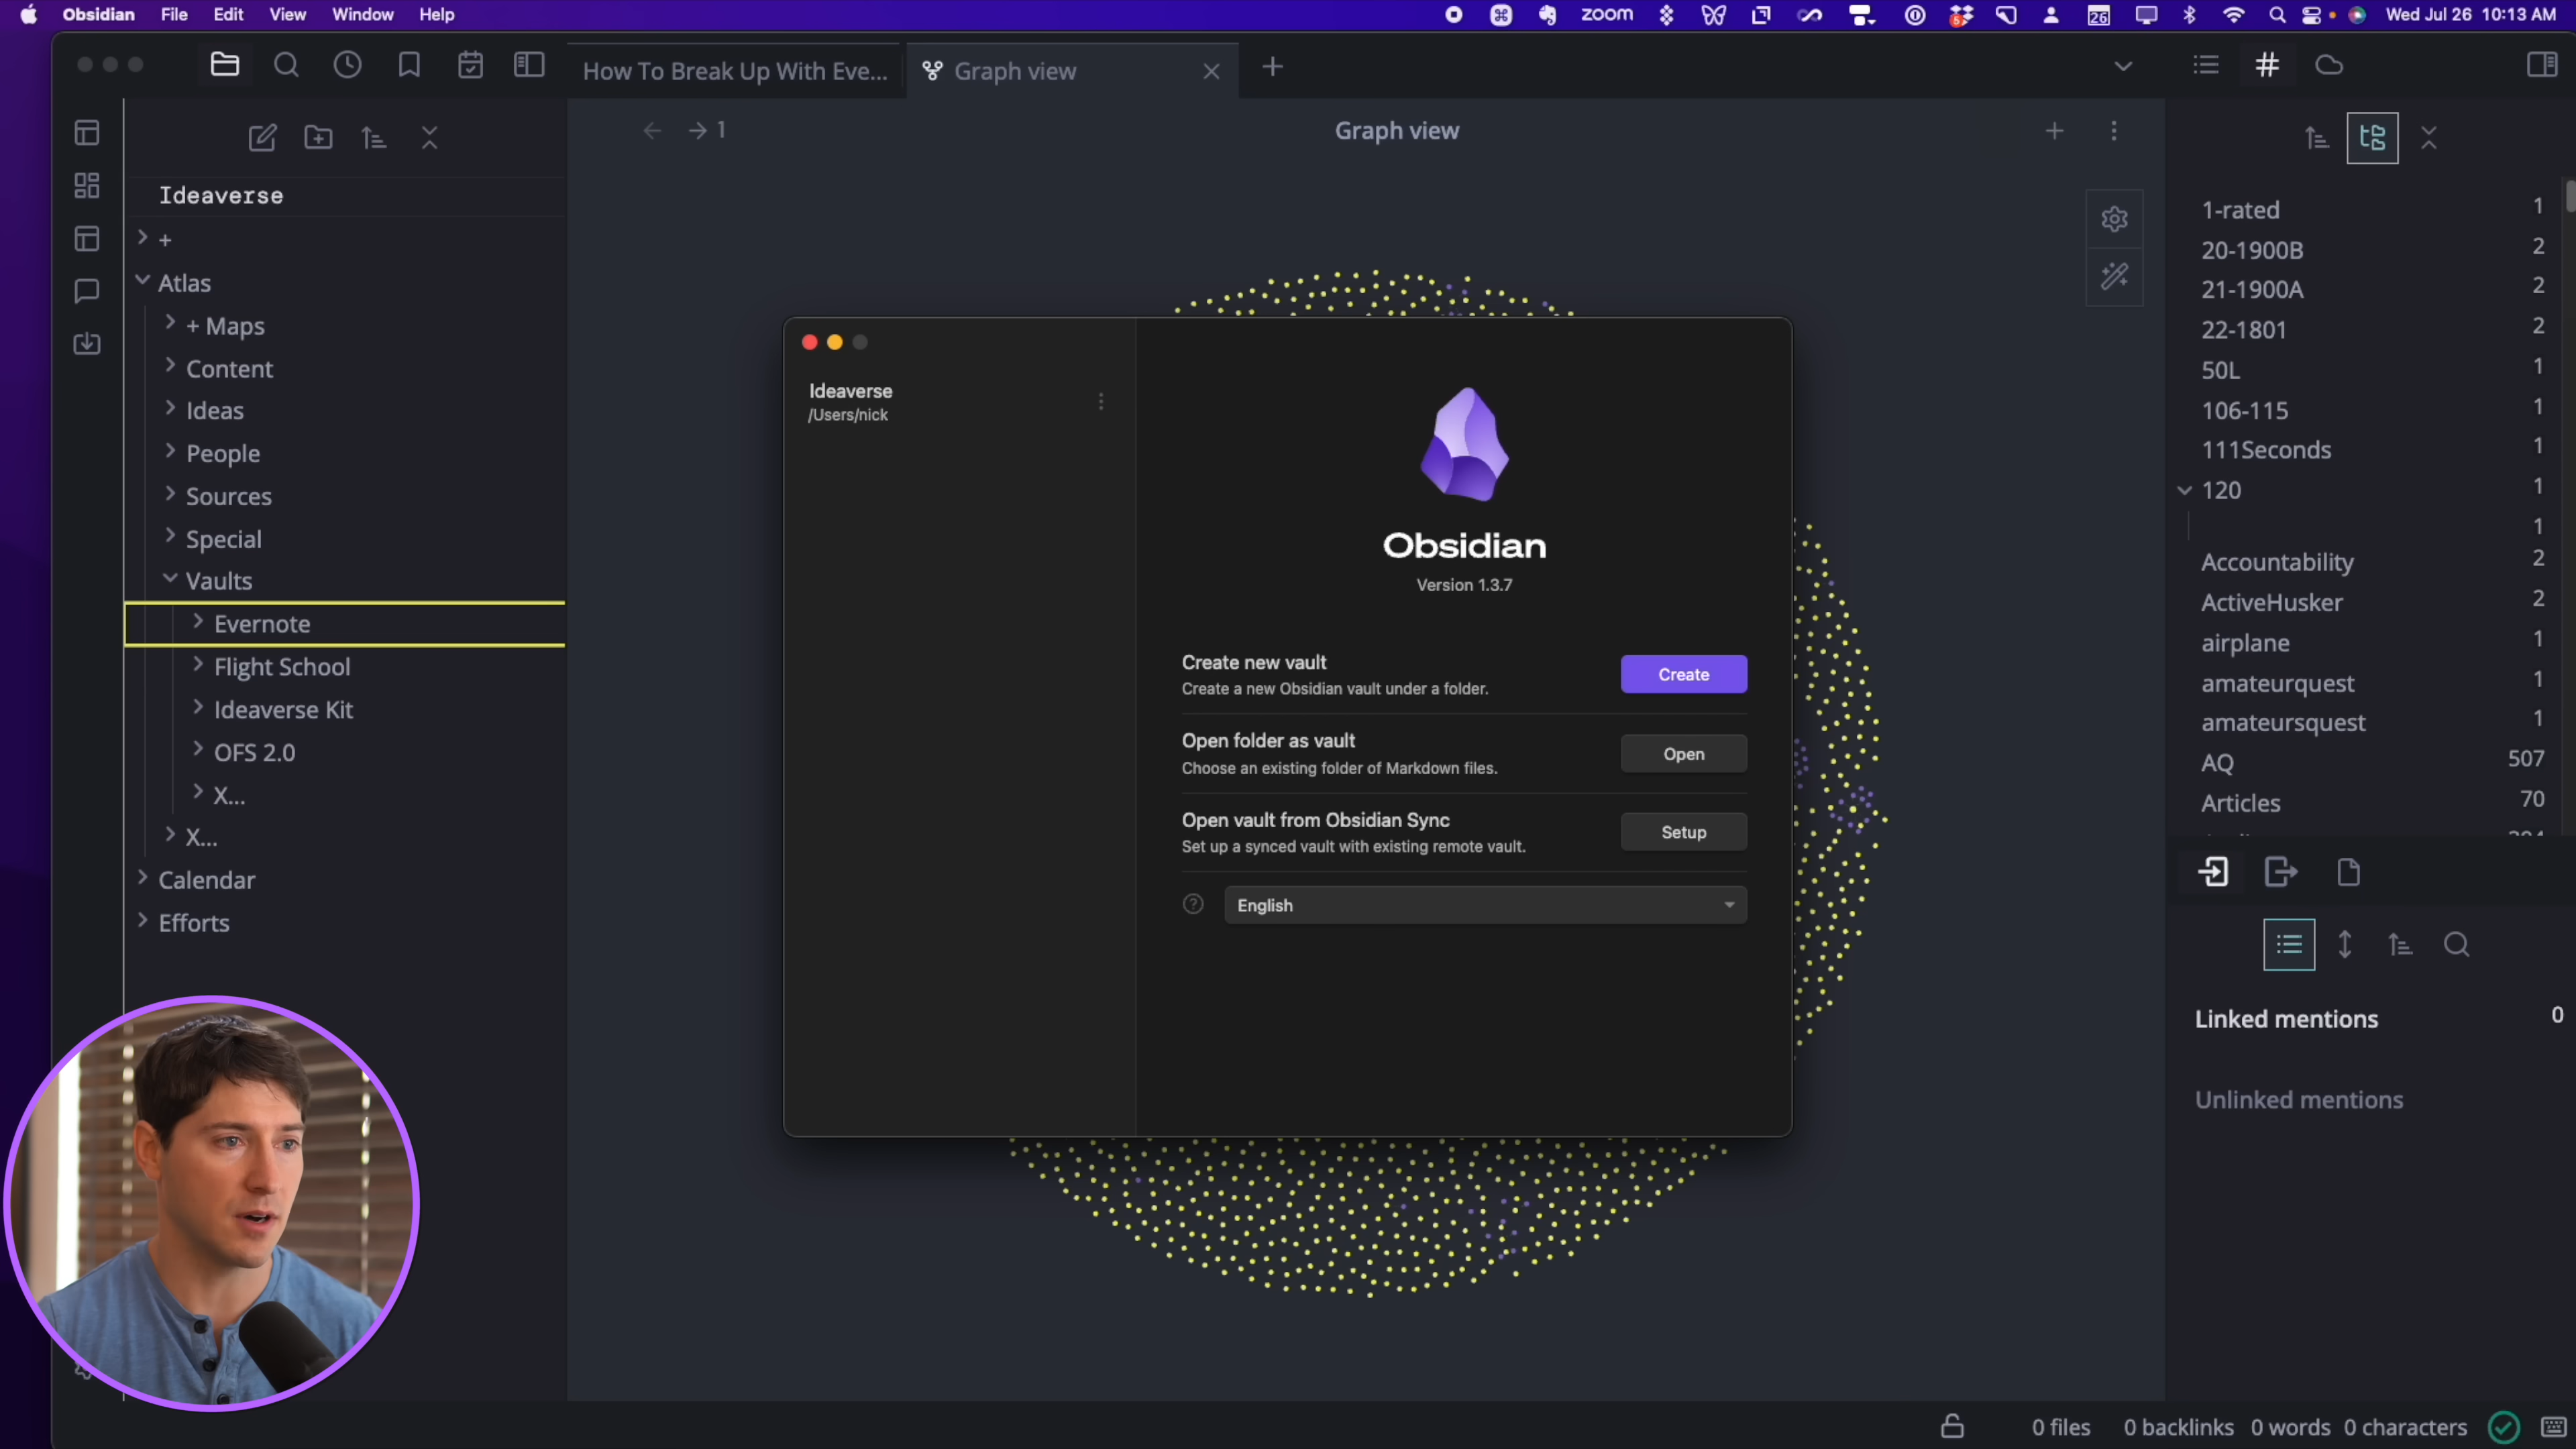 Obsidian File Edit View Window Help
zoom
5
26
Wed Jul 26 10:13 AM
How To Break Up With Eve...
Graph view
1
Graph view
Ideaverse
+
Atlas
+ Maps
Content
Ideas
People
Sources
Special
Vaults
Evernote
Flight School
Ideaverse Kit
OFS 2.0
X...
X...
Calendar
Efforts
Ideaverse
/Users/nick
Obsidian
Version 1.3.7
Create new vault
Create a new Obsidian vault under a folder.
Create
Open folder as vault
Choose an existing folder of Markdown files.
Open
Open vault from Obsidian Sync
Set up a synced vault with existing remote vault.
Setup
English
1-rated 1
20-1900B 2
21-1900A 2
22-1801 2
50L 1
106-115 1
111Seconds 1
120 1
1
Accountability 2
ActiveHusker 2
airplane 1
amateurquest 1
amateursquest 1
AQ 507
Articles 70
Linked mentions 0
Unlinked mentions
0 files 0 backlinks 0 words 0 characters